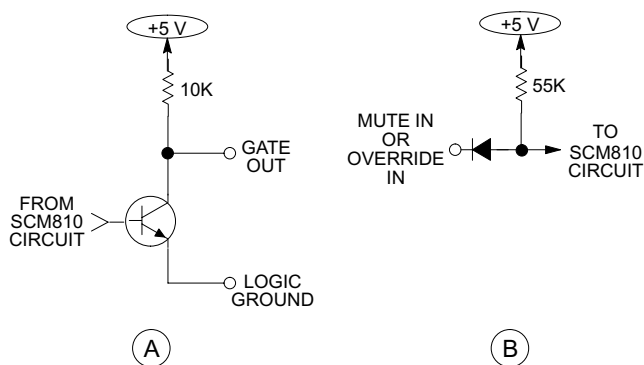 +5 V
10K
GATE
OUT
FROM
SCM810
CIRCUIT
LOGIC
GROUND
A
+5 V
55K
MUTE IN
OR
OVERRIDE
IN
TO
SCM810
CIRCUIT
B